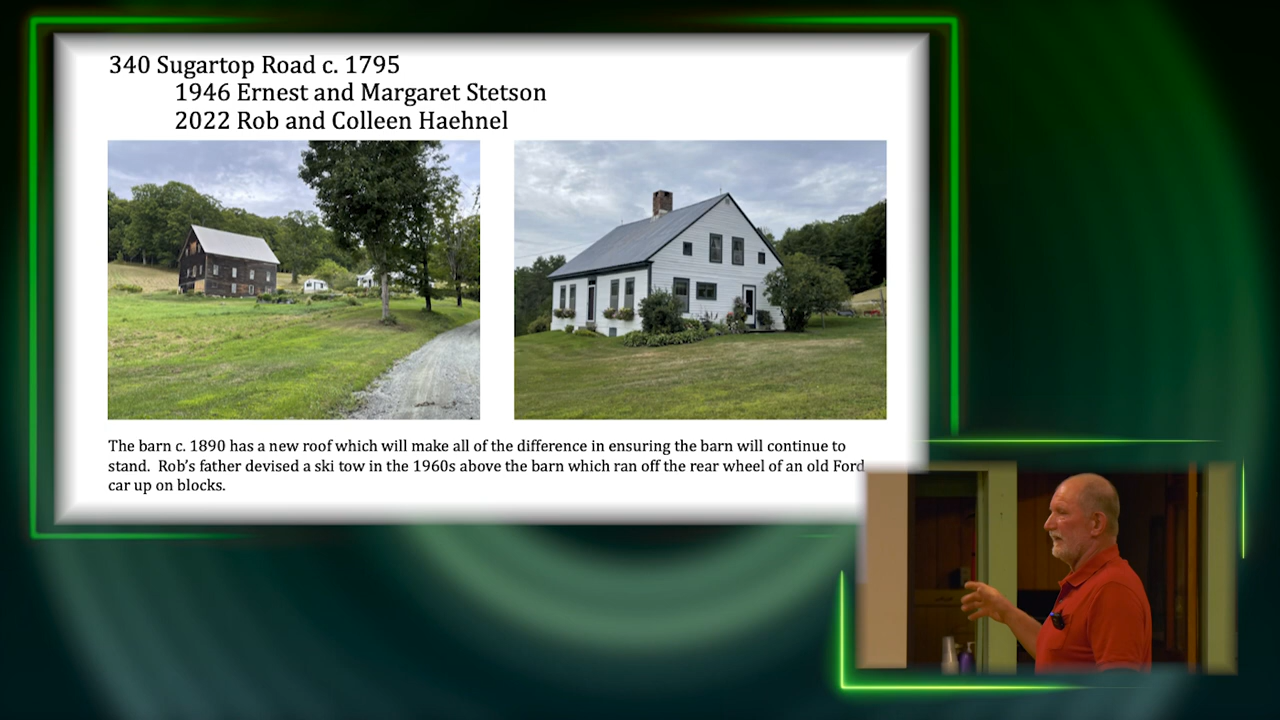 340 Sugartop Road c. 1795
1946 Ernest and Margaret Stetson
2022 Rob and Colleen Haehnel
The barn c. 1890 has a new roof which will make all of the difference in ensuring the barn will continue to
stand. Rob's father devised a ski tow in the 1960s above the barn which ran off the rear wheel of an old Ford
car up on blocks.